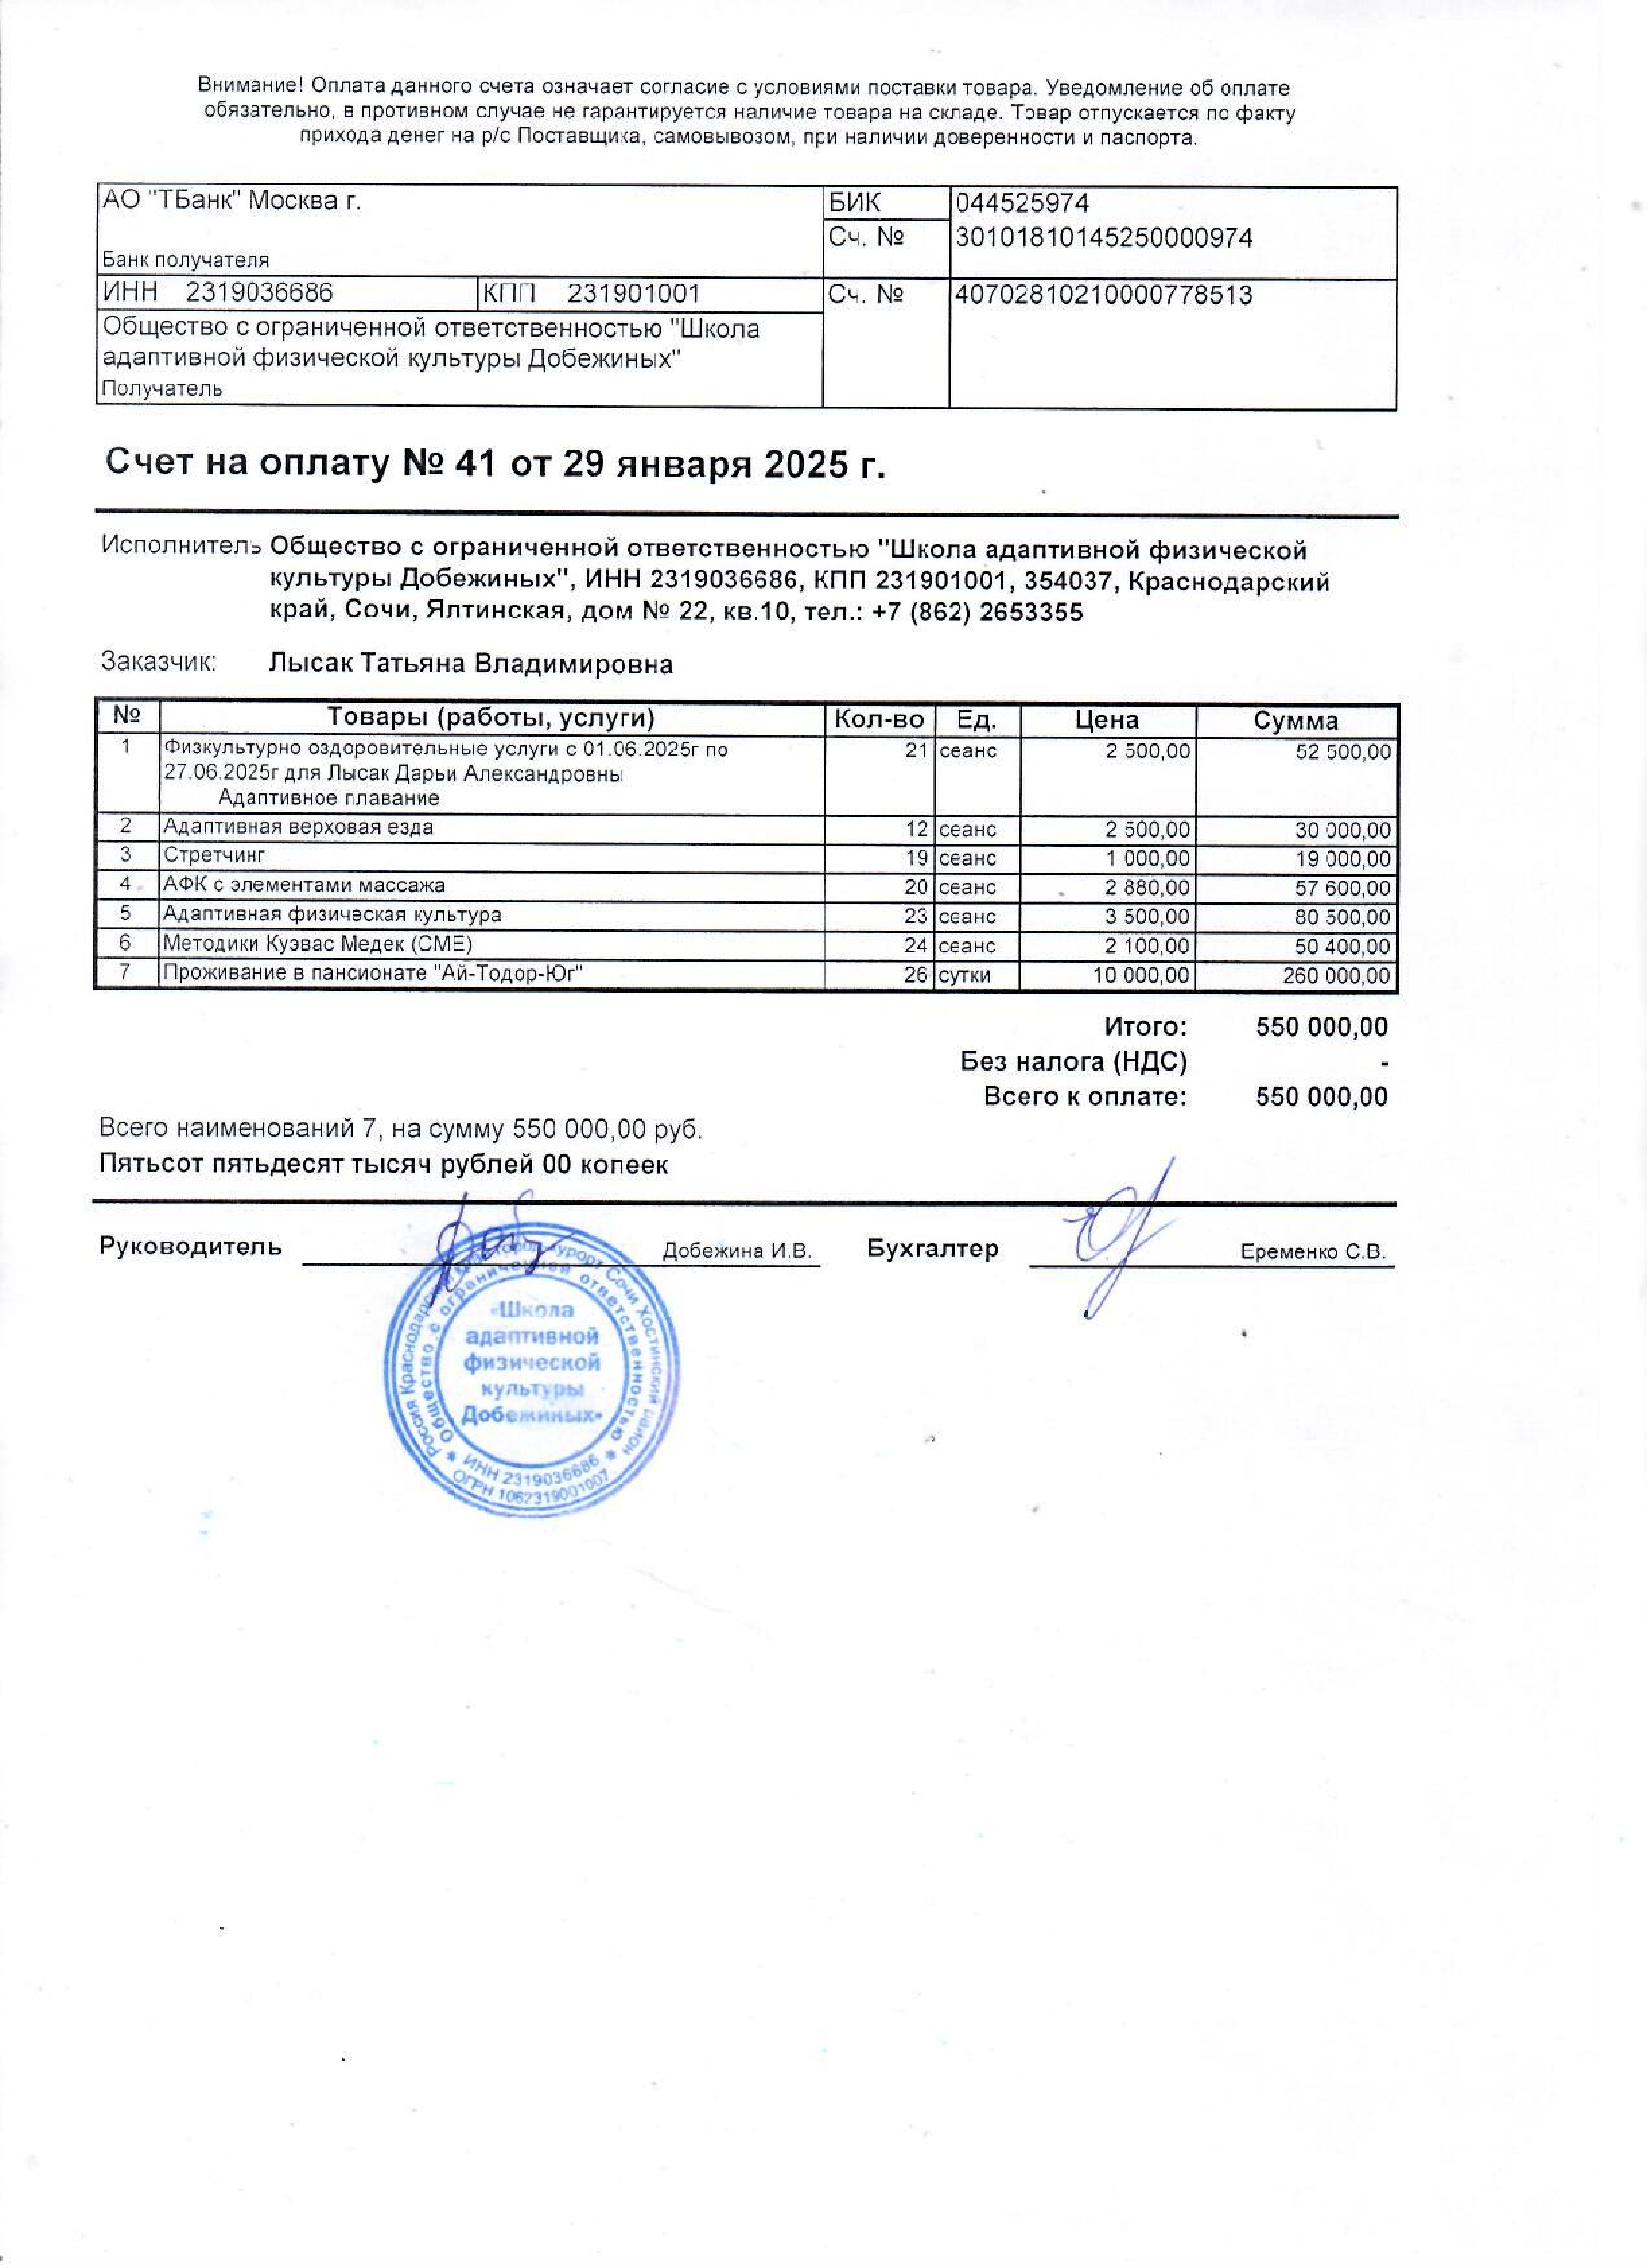 Внимание! Оплата данного счета означает согласие с условиями поставки товара. Уведомление об оплате
обязательно, в противном случае не гарантируется наличие товара на складе. Товар отпускается по факту
прихода денег на р/с Поставщика, самовывозом, при наличии доверенности и паспорта.
АО "ТБанк" Москва г.
БИК 044525974
Сч. № 30101810145250000974
Банк получателя
ИНН 2319036686 КПП 231901001 Сч. № 40702810210000778513
Общество с ограниченной ответственностью "Школа
адаптивной физической культуры Добежиных"
Получатель
Счет на оплату № 41 от 29 января 2025 г.
Исполнитель Общество с ограниченной ответственностью "Школа адаптивной физической
культуры Добежиных", ИНН 2319036686, КПП 231901001, 354037, Краснодарский
край, Сочи, Ялтинская, дом № 22, кв.10, тел.: +7 (862) 2653355
Заказчик: Лысак Татьяна Владимировна
№ Товары (работы, услуги) Кол-во Ед. Цена Сумма
1 Физкультурно оздоровительные услуги с 01.06.2025г по 21 сеанс 2 500,00 52 500,00
27.06.2025г для Лысак Дарьи Александровны
Адаптивное плавание
2 Адаптивная верховая езда 12 сеанс 2 500,00 30 000,00
3 Стретчинг 19 сеанс 1 000,00 19 000,00
4 АФК с элементами массажа 20 сеанс 2 880,00 57 600,00
5 Адаптивная физическая культура 23 сеанс 3 500,00 80 500,00
6 Методики Куэвас Медек (СМЕ) 24 сеанс 2 100,00 50 400,00
7 Проживание в пансионате "Ай-Тодор-Юг" 26 сутки 10 000,00 260 000,00
Итого: 550 000,00
Без налога (НДС) -
Всего к оплате: 550 000,00
Всего наименований 7, на сумму 550 000,00 руб.
Пятьсот пятьдесят тысяч рублей 00 копеек
Руководитель Добежина И.В. Бухгалтер Еременко С.В.
Россия Краснодарский Курорт Сочи Хостинский район
Общество с ограниченной ответственностью
«Школа
адаптивной
физической
культуры
Добежиных»
ИНН 2319036686
ОГРН 1062319001007